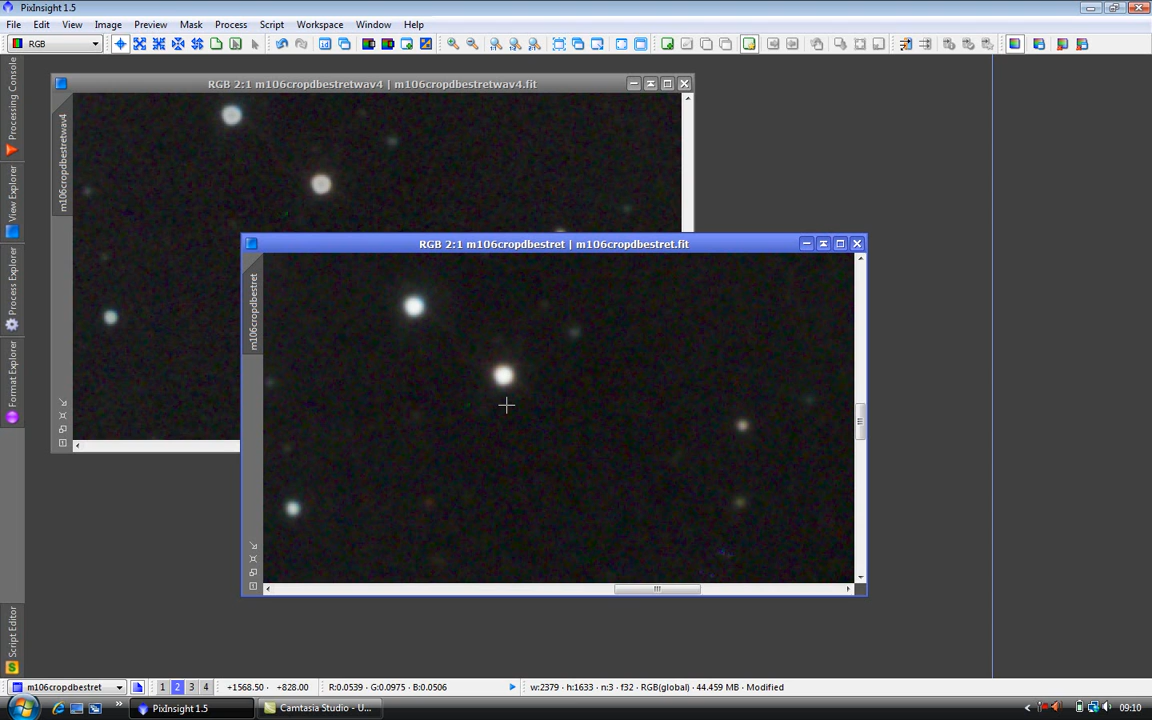 PixInsight 1.5
File Edit View Image Preview Mask Process Script Workspace Window Help
RGB
Processing Console
View Explorer
Process Explorer
Format Explorer
Script Editor
RGB 2:1 m106cropdbestretwav4 | m106cropdbestretwav4.fit
m106cropdbestretwav4
RGB 2:1 m106cropdbestret | m106cropdbestret.fit
m106cropdbestret
m106cropdbestret 1 2 3 4 +1568.50 +828.00 R:0.0539 · G:0.0975 · B:0.0506 w:2379 · h:1633 · n:3 · f32 · RGB(global) · 44.459 MB · Modified
PixInsight 1.5 Camtasia Studio - U... 09:10